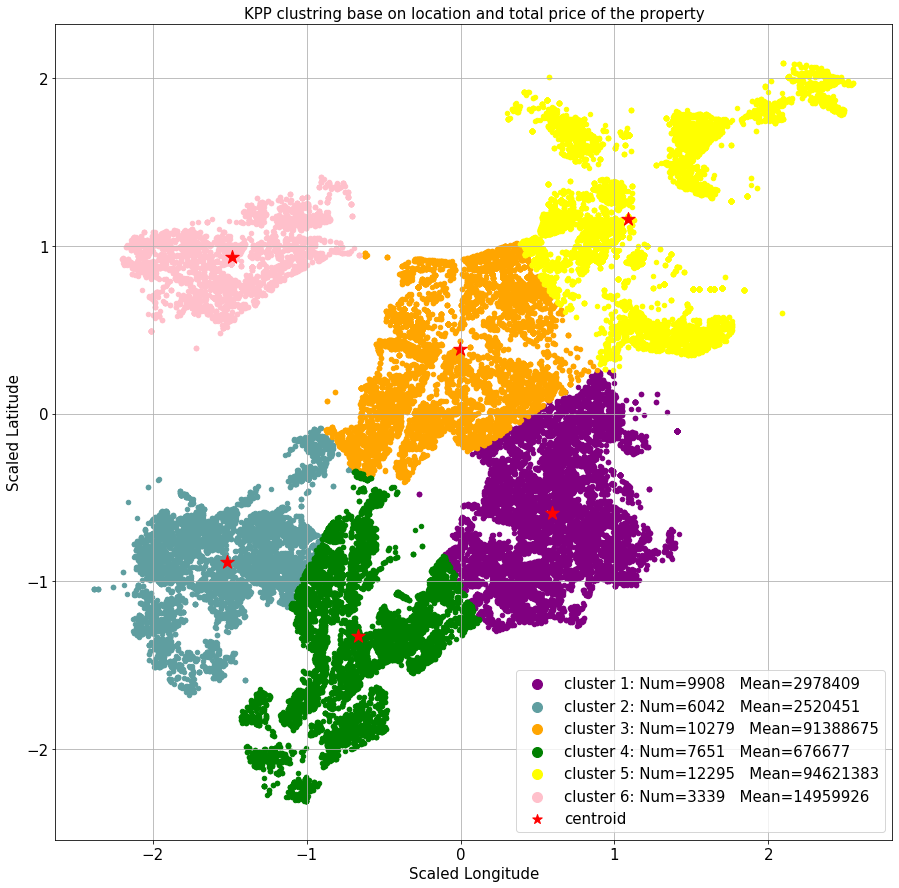 KPP clustring base on location and total price of the property
2
1
0
−1
−2
Scaled Latitude
cluster 1: Num=9908 Mean=2978409
cluster 2: Num=6042 Mean=2520451
cluster 3: Num=10279 Mean=91388675
cluster 4: Num=7651 Mean=676677
cluster 5: Num=12295 Mean=94621383
cluster 6: Num=3339 Mean=14959926
centroid
−2 −1 0 1 2
Scaled Longitude